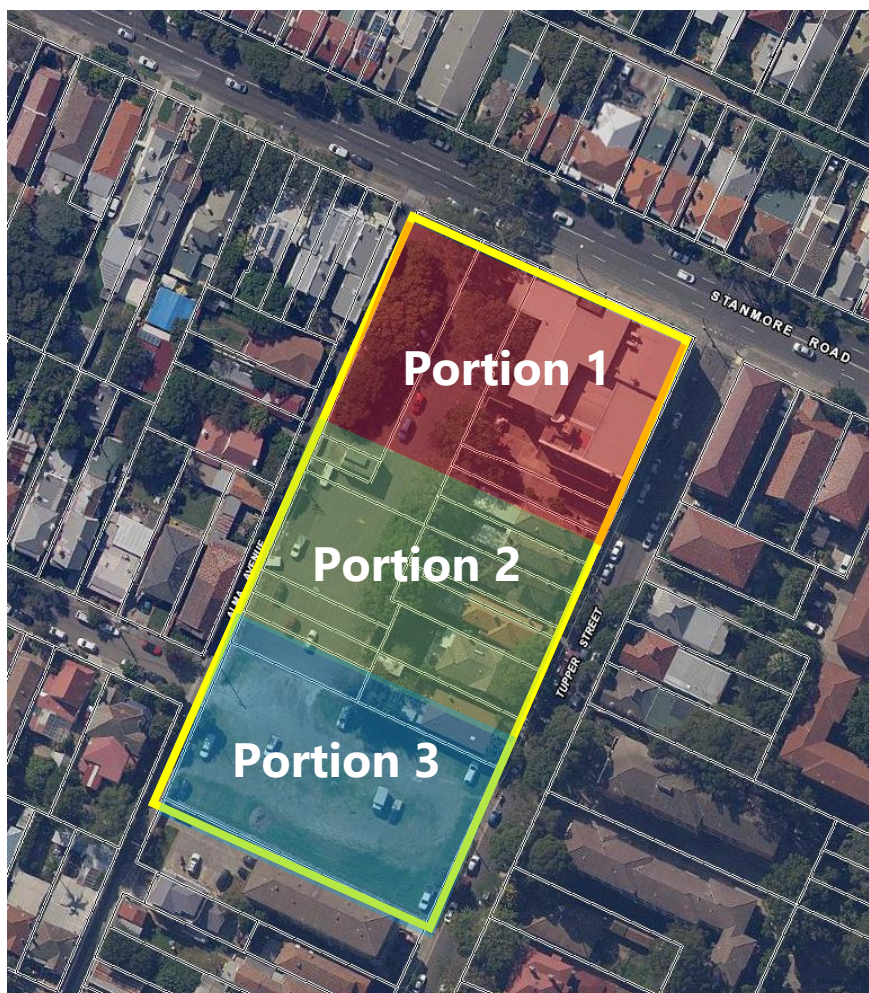 STANMORE ROAD
Portion 1
ALMA AVENUE
Portion 2
TUPPER STREET
Portion 3